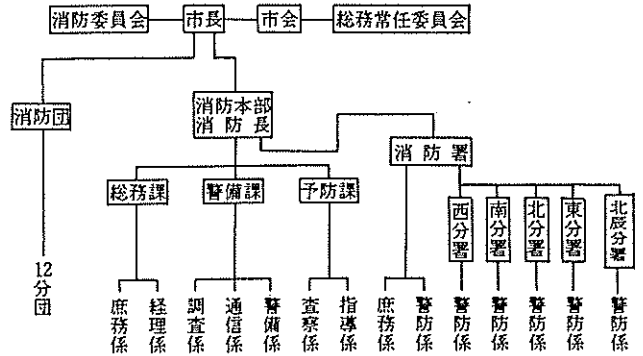 消防委員会 市長 市会 総務常任委員会
消防団
消防本部
消防長
消防署
総務課 警備課 予防課
西分署 南分署 北分署 東分署 北辰分署
12分団
庶務係 経理係 調査係 通信係 警備係 査察係 指導係 庶務係 警防係 警防係 警防係 警防係 警防係 警防係